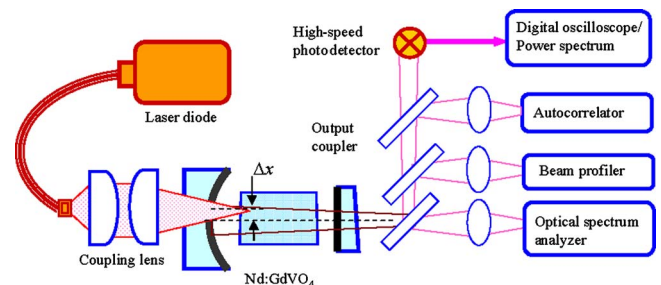 High-speed
photodetector
Digital oscilloscope/
Power spectrum
Laser diode
Autocorrelator
Output
coupler
Δx
Beam profiler
Optical spectrum
analyzer
Coupling lens
Nd:GdVO4